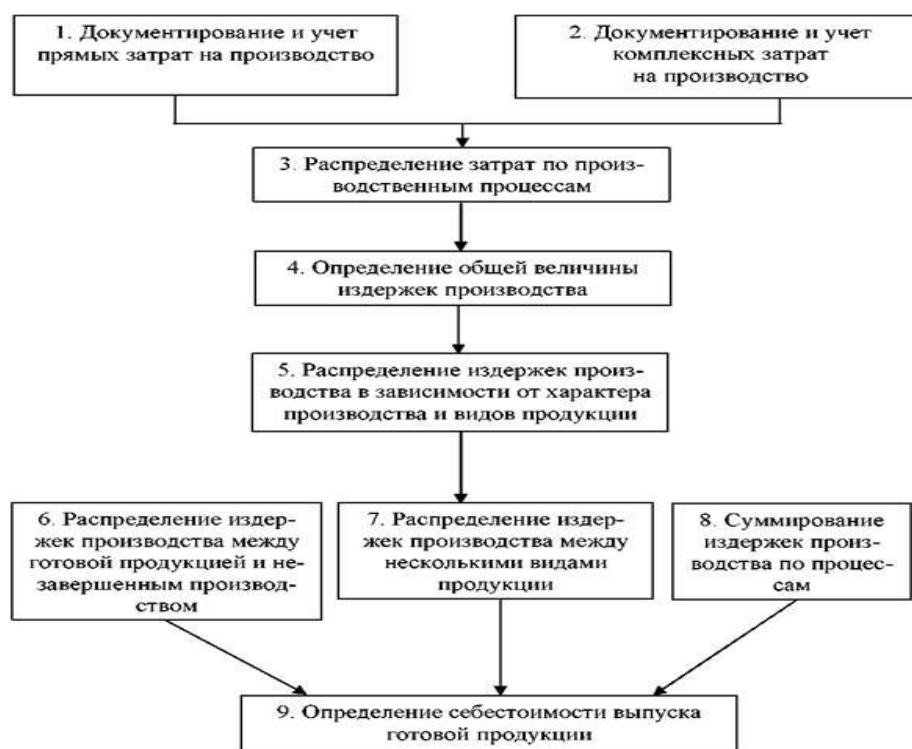 1. Документирование и учет
прямых затрат на производство
2. Документирование и учет
комплексных затрат
на производство
3. Распределение затрат по произ-
водственным процессам
4. Определение общей величины
издержек производства
5. Распределение издержек произ-
водства в зависимости от характера
производства и видов продукции
6. Распределение издер-
жек производства между
готовой продукцией и не-
завершенным производ-
ством
7. Распределение издер-
жек производства между
несколькими видами
продукции
8. Суммирование
издержек произ-
водства по процес-
сам
9. Определение себестоимости выпуска
готовой продукции